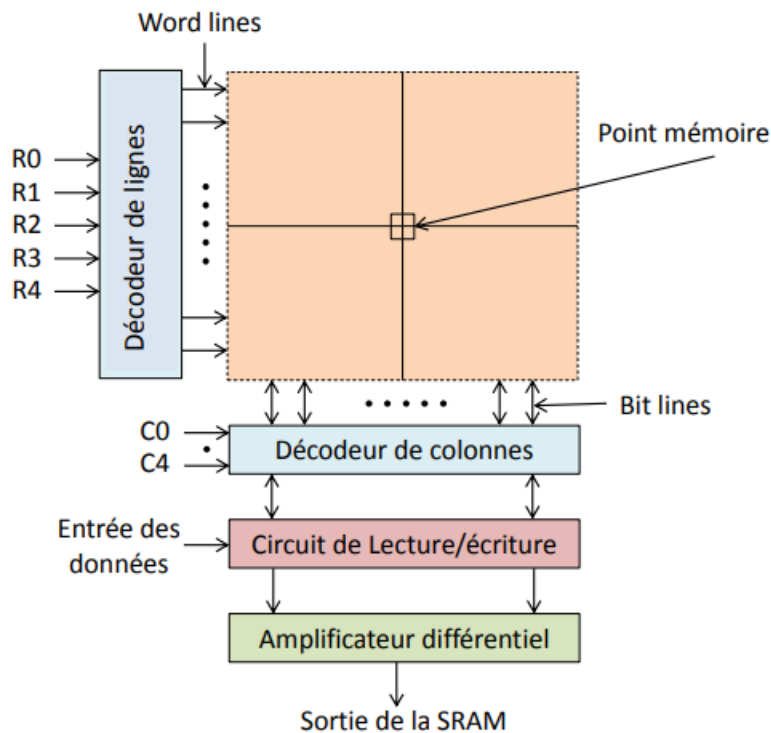 Word lines
Décodeur de lignes
R0
R1
R2
R3
R4
Point mémoire
Bit lines
C0
C4
Décodeur de colonnes
Entrée des
données
Circuit de Lecture/écriture
Amplificateur différentiel
Sortie de la SRAM